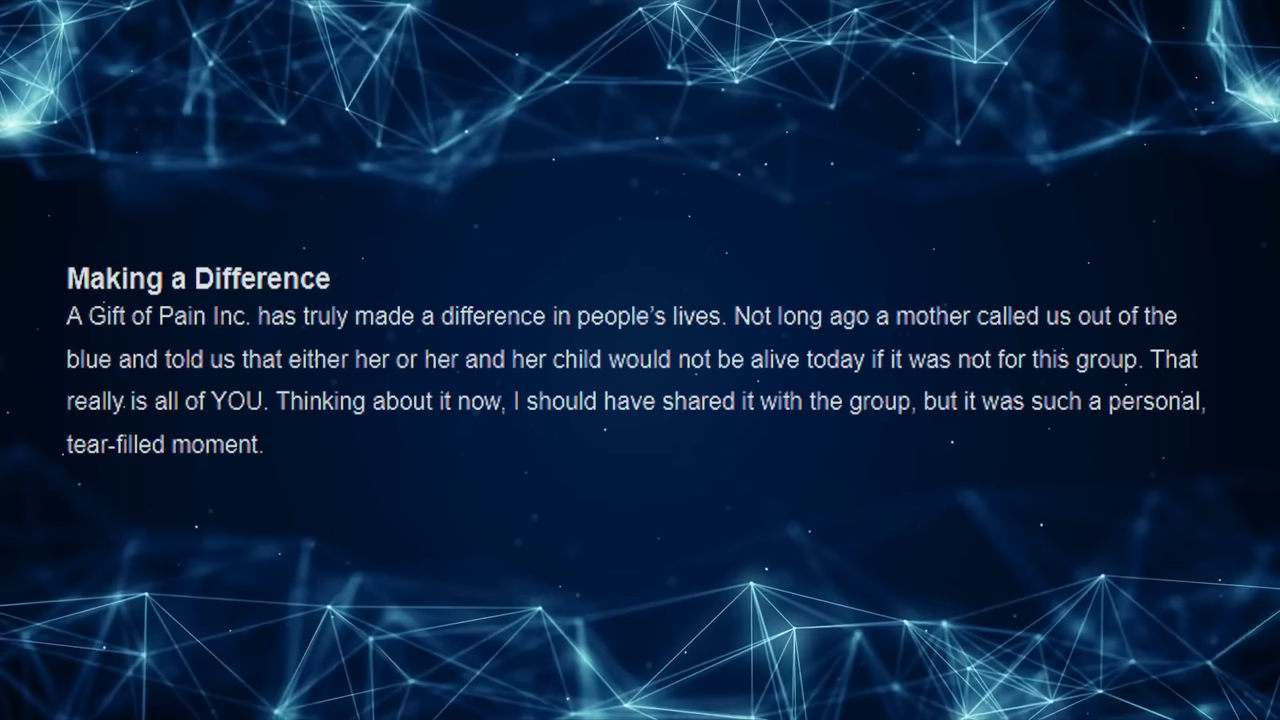 Making a Difference
A Gift of Pain Inc. has truly made a difference in people’s lives. Not long ago a mother called us out of the
blue and told us that either her or her and her child would not be alive today if it was not for this group. That
really is all of YOU. Thinking about it now, I should have shared it with the group, but it was such a personal,
tear-filled moment.